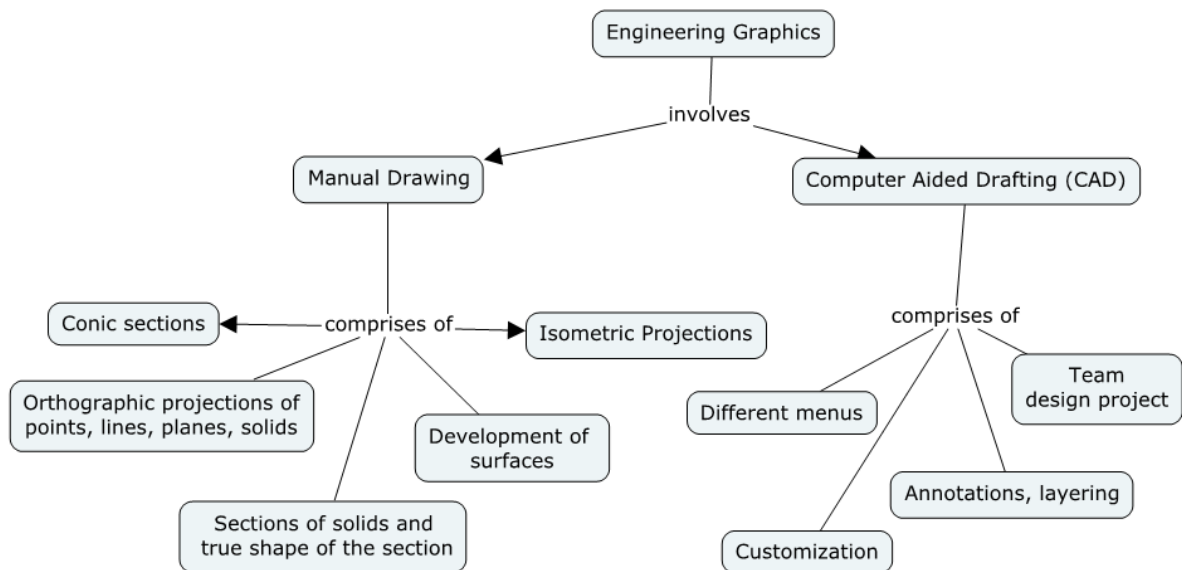 Engineering Graphics
involves
Manual Drawing
Computer Aided Drafting (CAD)
Conic sections
comprises of
Isometric Projections
comprises of
Orthographic projections of
points, lines, planes, solids
Development of
surfaces
Sections of solids and
true shape of the section
Different menus
Team
design project
Annotations, layering
Customization